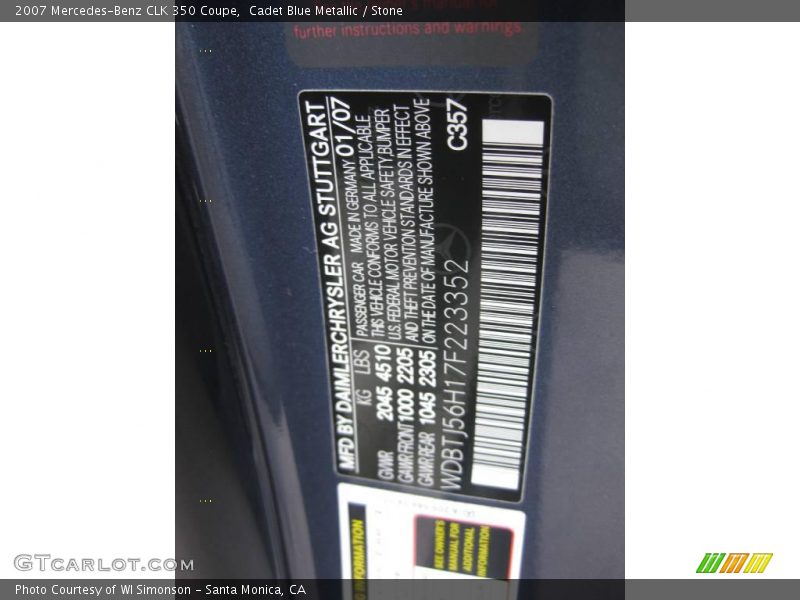 2007 Mercedes-Benz CLK 350 Coupe, Cadet Blue Metallic / Stone
further instructions and warnings.
MFD BY DAIMLERCHRYSLER AG STUTTGART
01/07
KG LBS
PASSENGER CAR MADE IN GERMANY
GVWR 2045 4510
THIS VEHICLE CONFORMS TO ALL APPLICABLE
GAWR FRONT 1000 2205
U.S. FEDERAL MOTOR VEHICLE SAFETY, BUMPER
AND THEFT PREVENTION STANDARDS IN EFFECT
GAWR REAR 1045 2305
ON THE DATE OF MANUFACTURE SHOWN ABOVE
WDBTJ56H17F223352
C357
INFORMATION
SEE OWNER'S
MANUAL FOR
ADDITIONAL
INFORMATION
GTcarlot.com
Photo Courtesy of WI Simonson - Santa Monica, CA